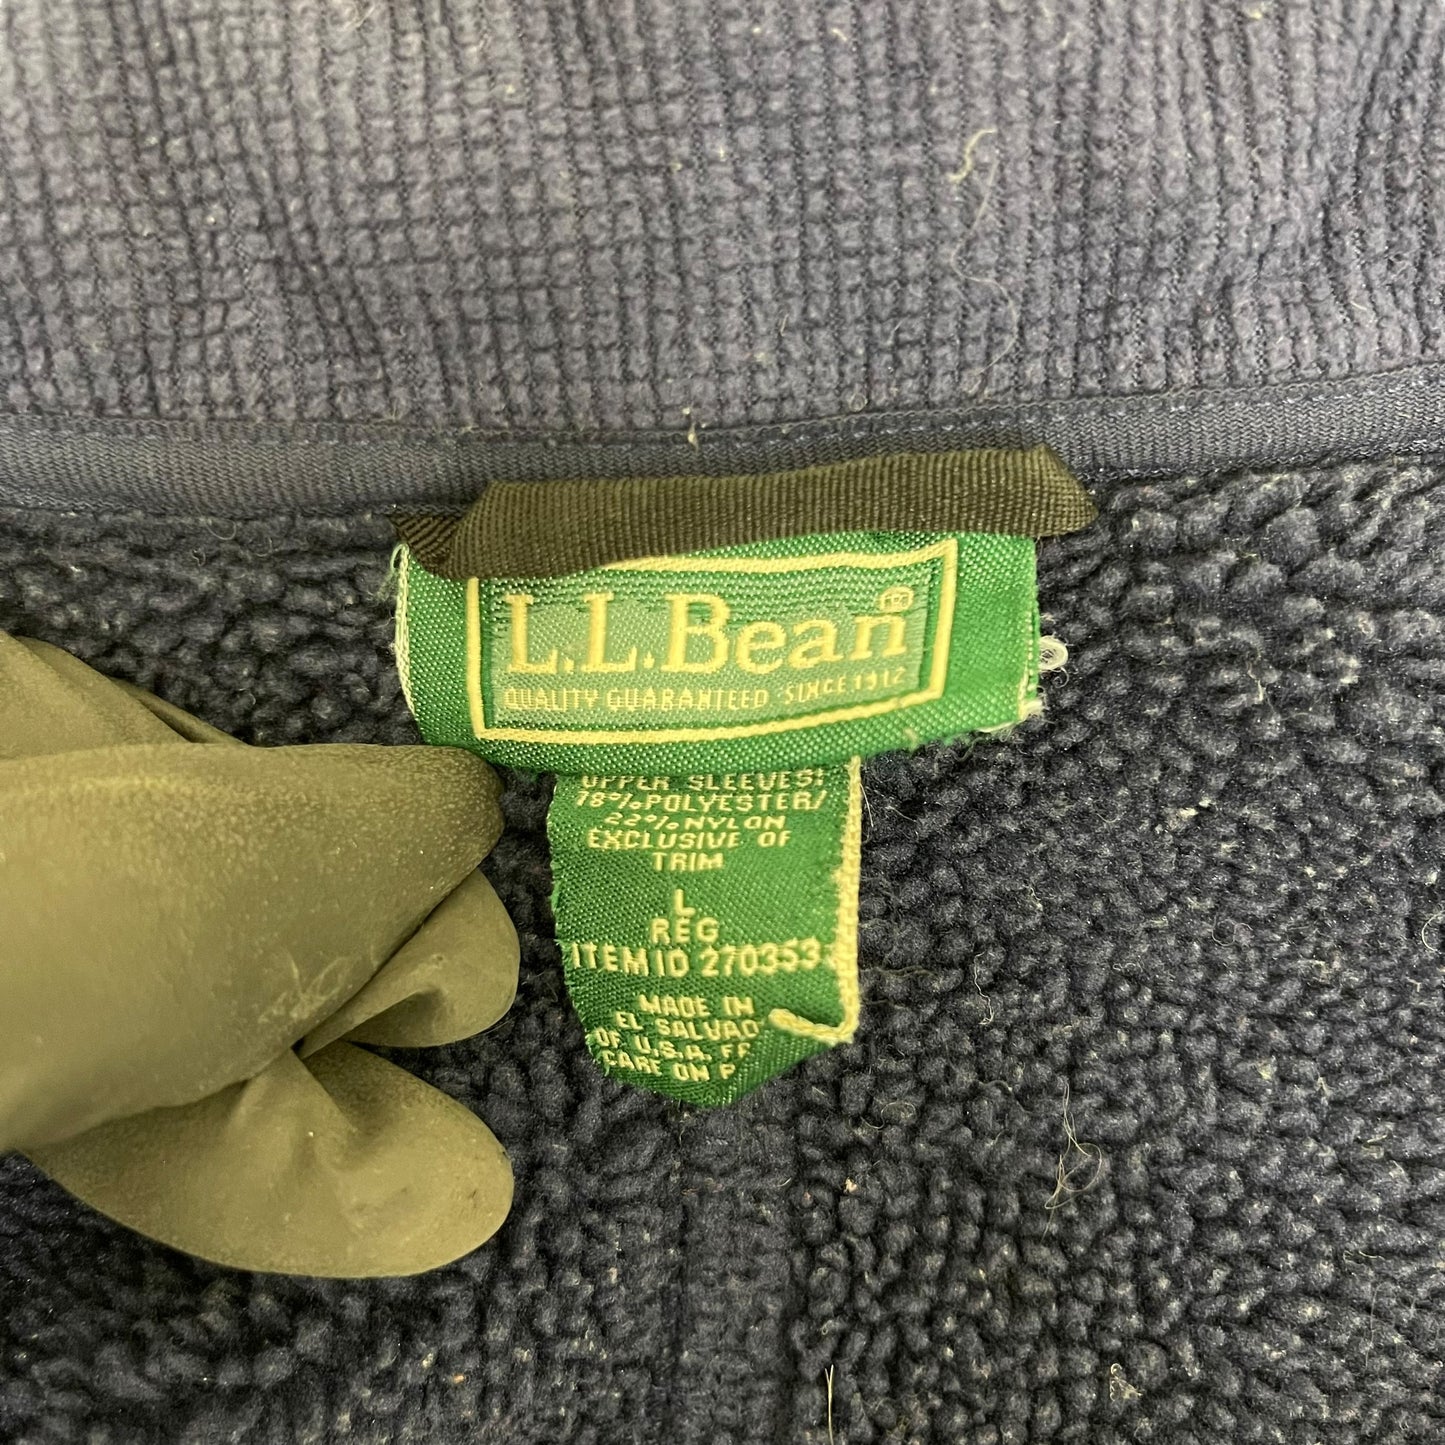 L.L.Bean
QUALITY GUARANTEED SINCE 1912
UPPER SLEEVES:
78%POLYESTER/
22%NYLON
EXCLUSIVE OF
TRIM
L
REG
ITEM ID 270353
MADE IN
EL SALVAD
OF U.S.A. F
CARE ON